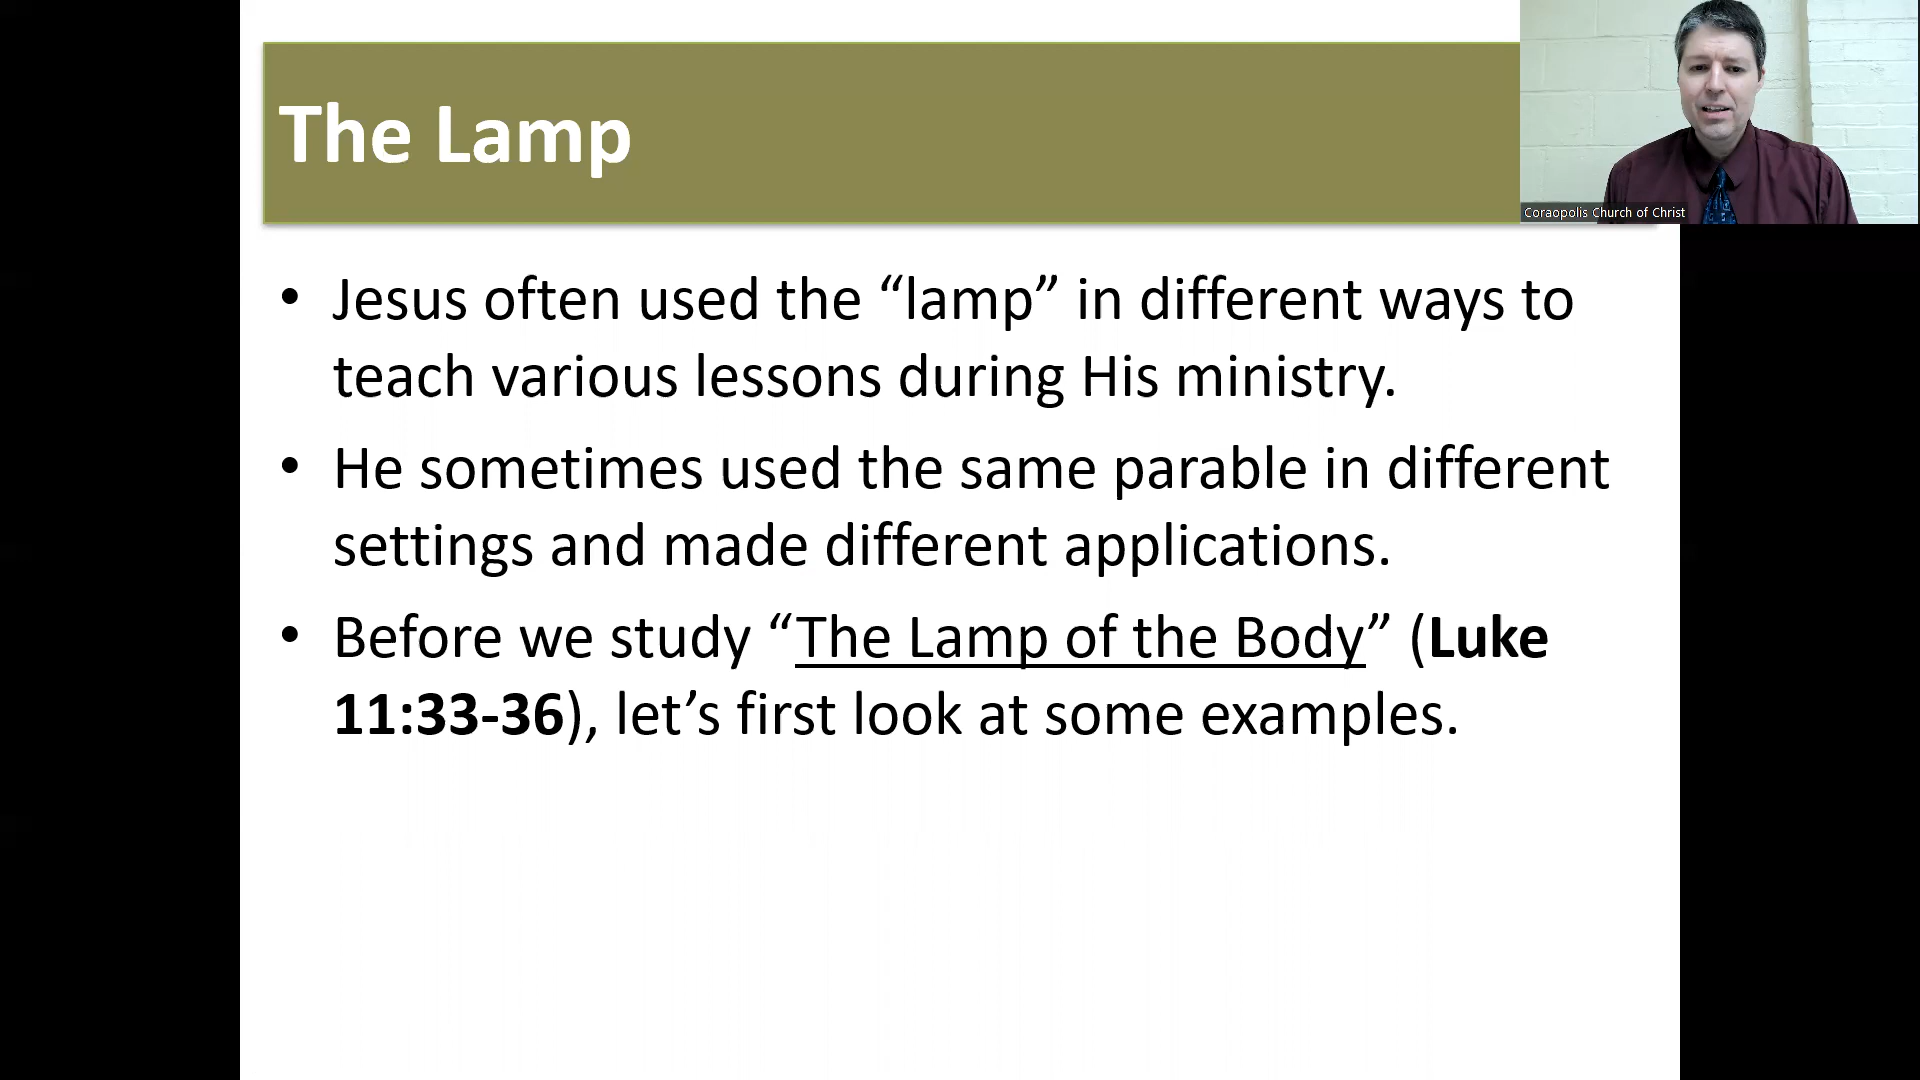 The Lamp
Coraopolis Church of Christ
• Jesus often used the “lamp” in different ways to
teach various lessons during His ministry.
• He sometimes used the same parable in different
settings and made different applications.
• Before we study “The Lamp of the Body” (Luke
11:33-36), let’s first look at some examples.